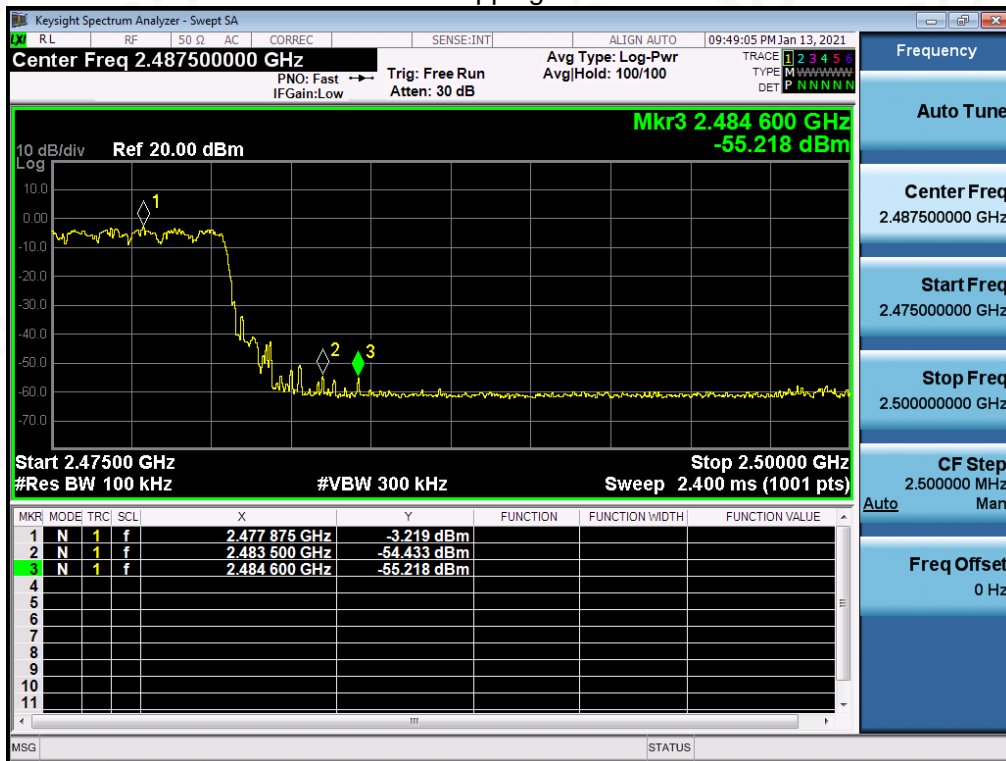 pping
Keysight Spectrum Analyzer - Swept SA
LXI RL RF 50 Ω AC CORREC SENSE:INT ALIGN AUTO 09:49:05 PM Jan 13, 2021
Center Freq 2.487500000 GHz
PNO: Fast
IFGain:Low
Trig: Free Run
Atten: 30 dB
Avg Type: Log-Pwr
Avg|Hold: 100/100
TRACE 1 2 3 4 5 6
TYPE M WWWWW
DET P N N N N N
Mkr3 2.484 600 GHz
-55.218 dBm
10 dB/div Ref 20.00 dBm
Log
10.0
0.00
-10.0
-20.0
-30.0
-40.0
-50.0
-60.0
-70.0
1
2
3
Start 2.47500 GHz Stop 2.50000 GHz
#Res BW 100 kHz #VBW 300 kHz Sweep 2.400 ms (1001 pts)
MKR MODE TRC SCL X Y FUNCTION FUNCTION WIDTH FUNCTION VALUE
1 N 1 f 2.477 875 GHz -3.219 dBm
2 N 1 f 2.483 500 GHz -54.433 dBm
3 N 1 f 2.484 600 GHz -55.218 dBm
4
5
6
7
8
9
10
11
MSG STATUS
Frequency
Auto Tune
Center Freq
2.487500000 GHz
Start Freq
2.475000000 GHz
Stop Freq
2.500000000 GHz
CF Step
2.500000 MHz
Auto Man
Freq Offset
0 Hz